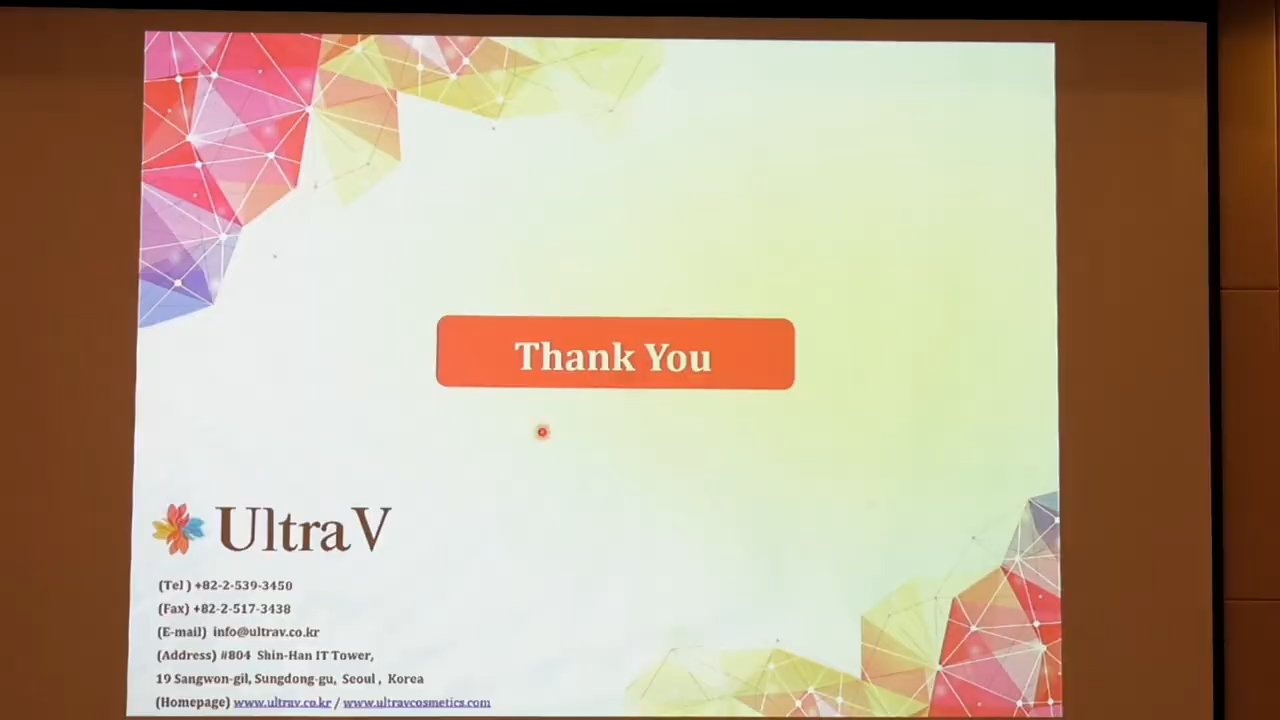 Thank You
UltraV
(Tel ) +82-2-539-3450
(Fax) +82-2-517-3438
(E-mail) info@ultrav.co.kr
(Address) #804 Shin-Han IT Tower,
19 Sangwon-gil, Sungdong-gu, Seoul , Korea
(Homepage) www.ultrav.co.kr / www.ultravcosmetics.com